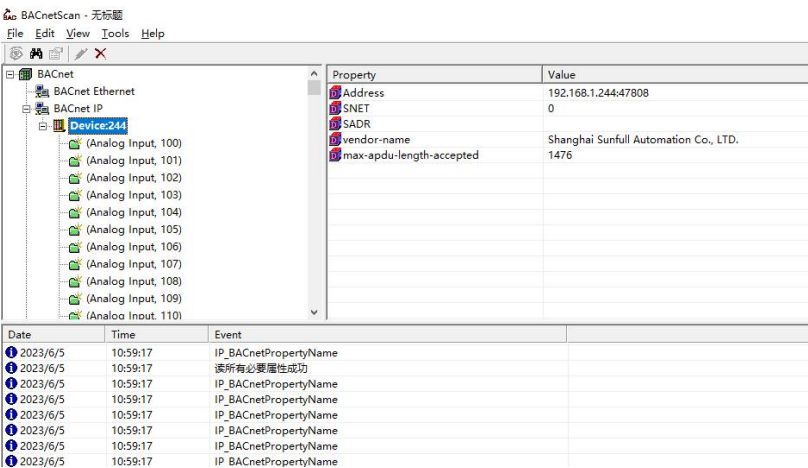 BACnetScan - 无标题
File Edit View Tools Help
BACnet
BACnet Ethernet
BACnet IP
Device:244
(Analog Input, 100)
(Analog Input, 101)
(Analog Input, 102)
(Analog Input, 103)
(Analog Input, 104)
(Analog Input, 105)
(Analog Input, 106)
(Analog Input, 107)
(Analog Input, 108)
(Analog Input, 109)
(Analog Input, 110)
Property Value
Address 192.168.1.244:47808
SNET 0
SADR
vendor-name Shanghai Sunfull Automation Co., LTD.
max-apdu-length-accepted 1476
Date Time Event
2023/6/5 10:59:17 IP_BACnetPropertyName
2023/6/5 10:59:17 读所有必要属性成功
2023/6/5 10:59:17 IP_BACnetPropertyName
2023/6/5 10:59:17 IP_BACnetPropertyName
2023/6/5 10:59:17 IP_BACnetPropertyName
2023/6/5 10:59:17 IP_BACnetPropertyName
2023/6/5 10:59:17 IP_BACnetPropertyName
2023/6/5 10:59:17 IP_BACnetPropertyName